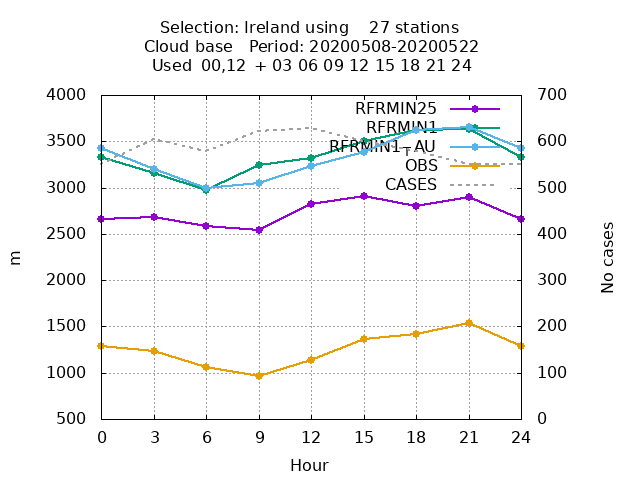 Selection: Ireland using    27 stations
Cloud base   Period: 20200508-20200522
Used  00,12  + 03 06 09 12 15 18 21 24
RFRMIN25
RFRMIN1
RFRMIN1+AU
OBS
CASES
4000
3500
3000
2500
2000
1500
1000
500
m
700
600
500
400
300
200
100
0
No cases
0 3 6 9 12 15 18 21 24
Hour